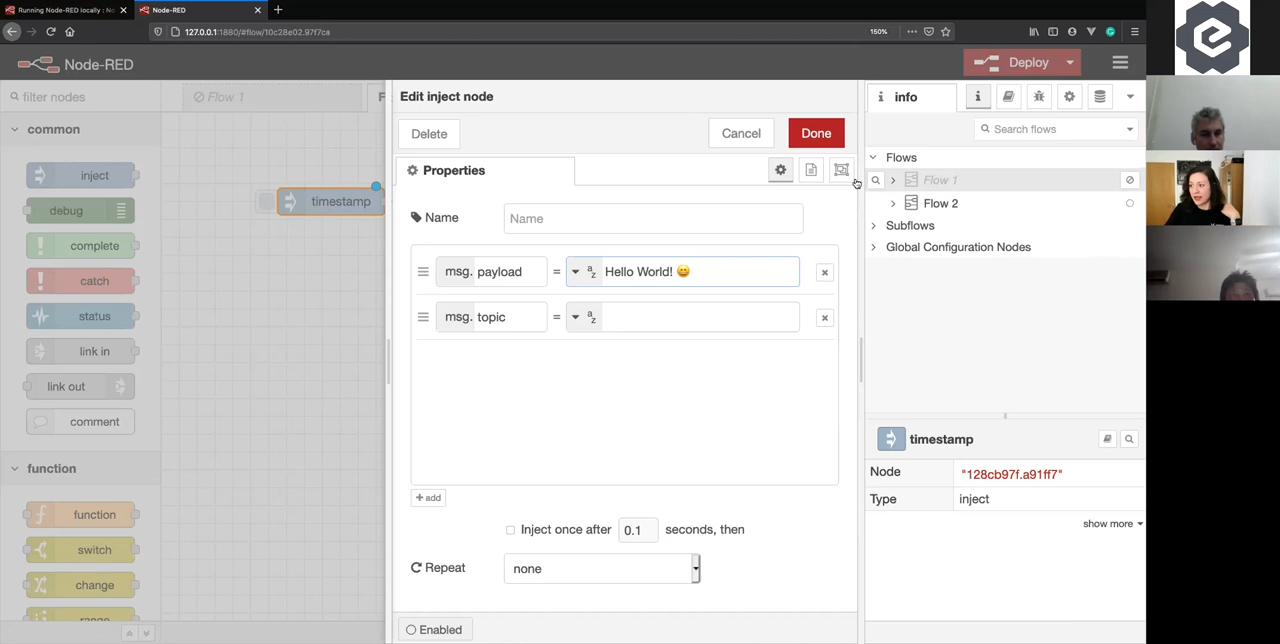 Running Node-RED locally : No
Node-RED
127.0.0.1:1880/#flow/10c28e02.97f7ca
150%
Node-RED
Deploy
filter nodes
Flow 1
F
common
inject
debug
complete
catch
status
link in
link out
comment
function
function
switch
change
range
timestamp
Edit inject node
Delete
Cancel
Done
Properties
Name
Name
msg. payload = Hello World! 😀
msg. topic =
add
Inject once after 0.1 seconds, then
Repeat none
Enabled
info
Search flows
Flows
Flow 1
Flow 2
Subflows
Global Configuration Nodes
timestamp
Node "128cb97f.a91ff7"
Type inject
show more